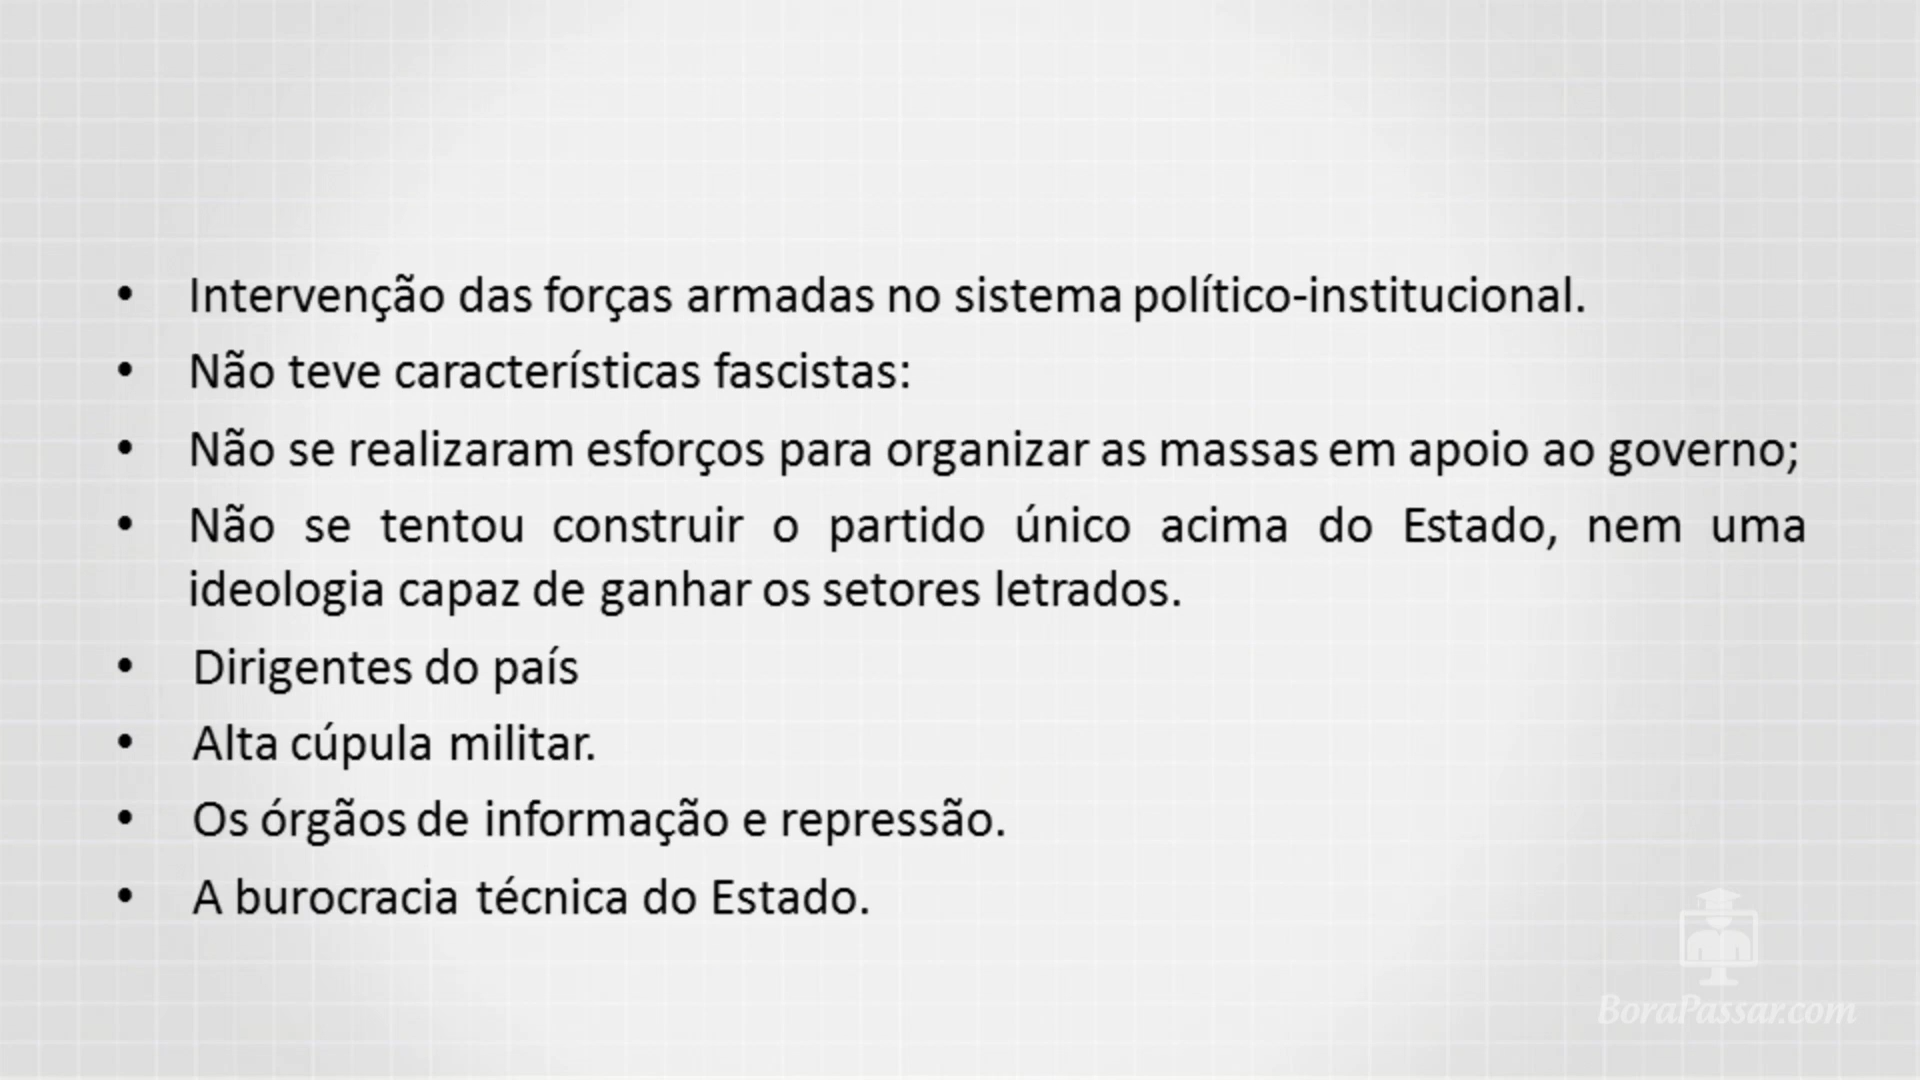 • Intervenção das forças armadas no sistema político-institucional.
• Não teve características fascistas:
• Não se realizaram esforços para organizar as massas em apoio ao governo;
• Não se tentou construir o partido único acima do Estado, nem uma
ideologia capaz de ganhar os setores letrados.
• Dirigentes do país
• Alta cúpula militar.
• Os órgãos de informação e repressão.
• A burocracia técnica do Estado.
BoraPassar.com